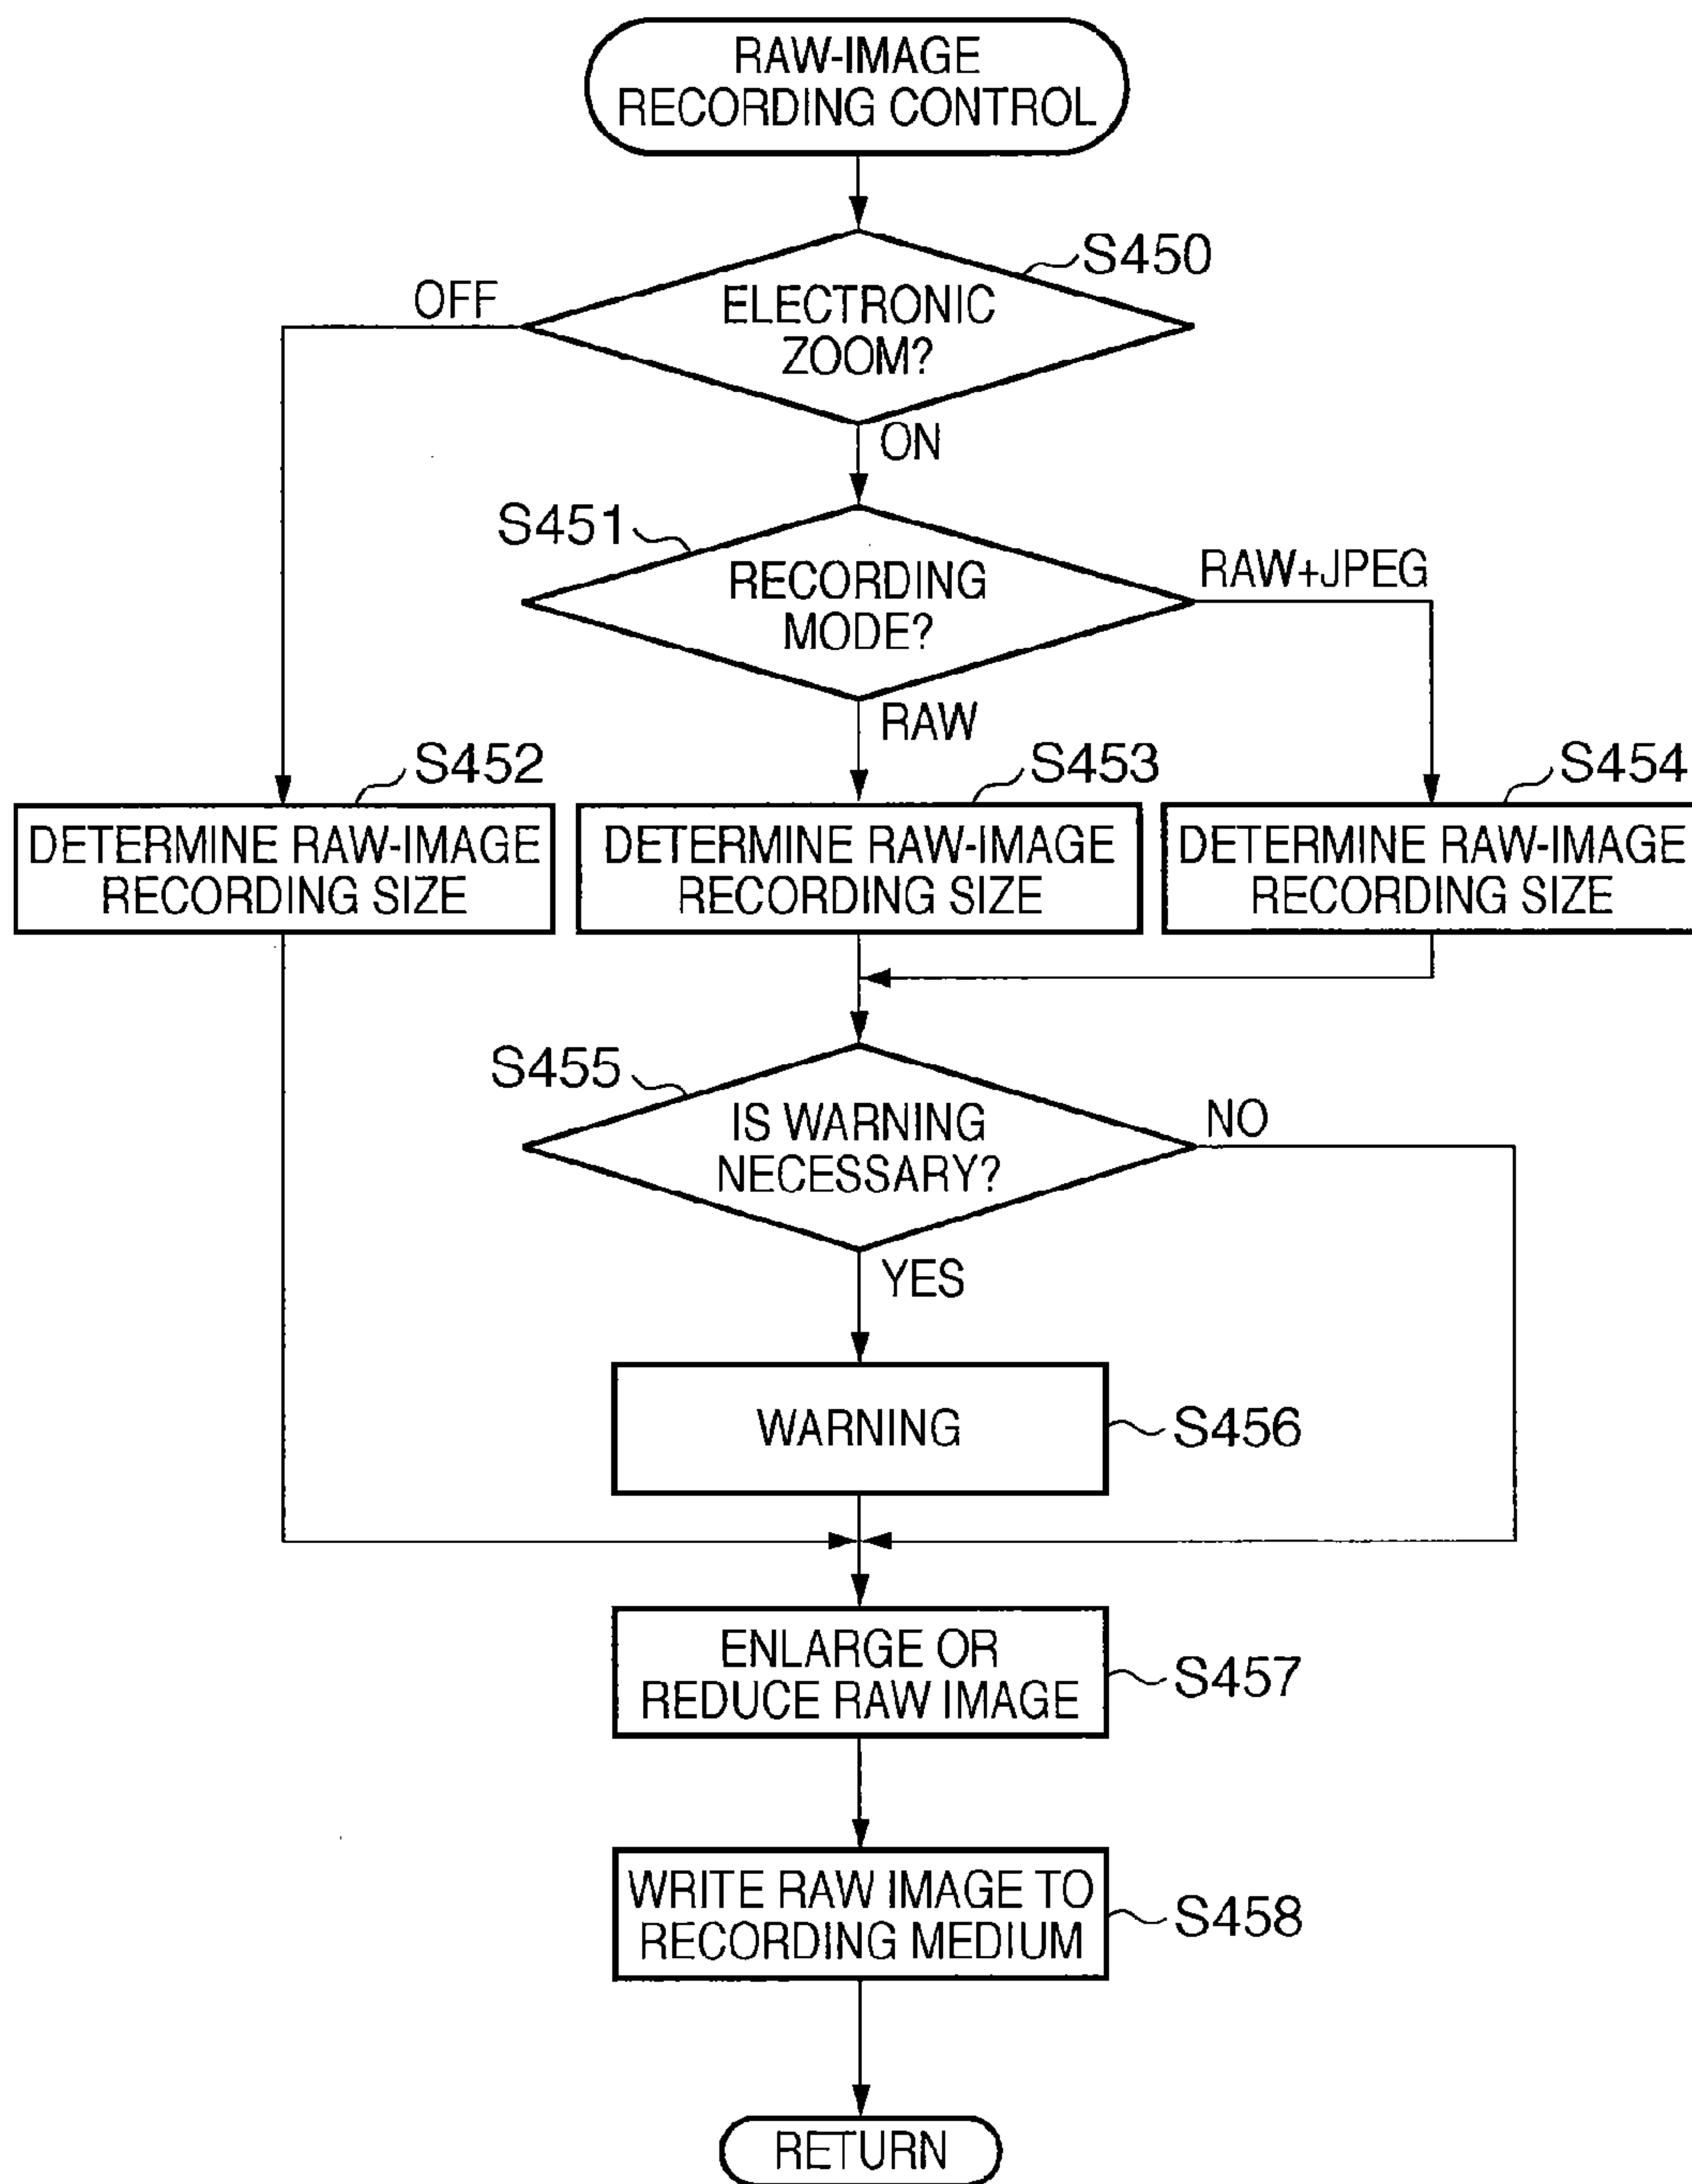 RAW-IMAGE
RECORDING CONTROL
S450
OFF
ELECTRONIC
ZOOM?
ON
S451
RECORDING
MODE?
RAW+JPEG
RAW
S452
S453
S454
DETERMINE RAW-IMAGE
RECORDING SIZE
DETERMINE RAW-IMAGE
RECORDING SIZE
DETERMINE RAW-IMAGE
RECORDING SIZE
S455
IS WARNING
NECESSARY?
NO
YES
WARNING
S456
ENLARGE OR
REDUCE RAW IMAGE
S457
WRITE RAW IMAGE TO
RECORDING MEDIUM
S458
RETURN